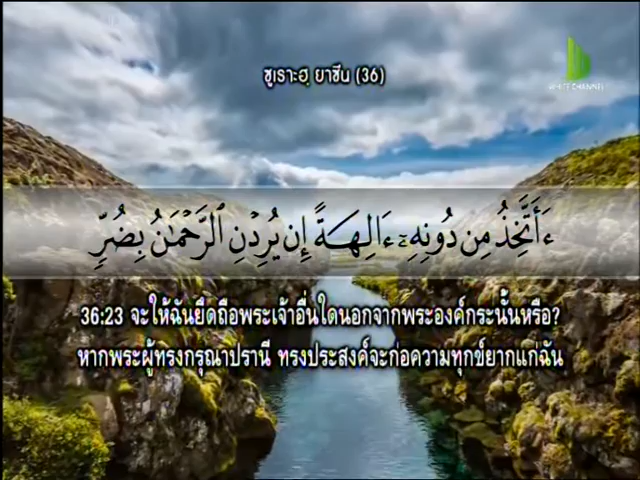 ซูเราะฮฺ ยาซีน (36)
WHITE CHANNEL
ءَأَتَّخِذُ مِن دُونِهِۦٓ ءَالِهَةً إِن يُرِدْنِ ٱلرَّحْمَٰنُ بِضُرٍّ
36:23 จะให้ฉันยึดถือพระเจ้าอื่นใดนอกจากพระองค์กระนั้นหรือ?
หากพระผู้ทรงกรุณาปรานี ทรงประสงค์จะก่อความทุกข์ยากแก่ฉัน